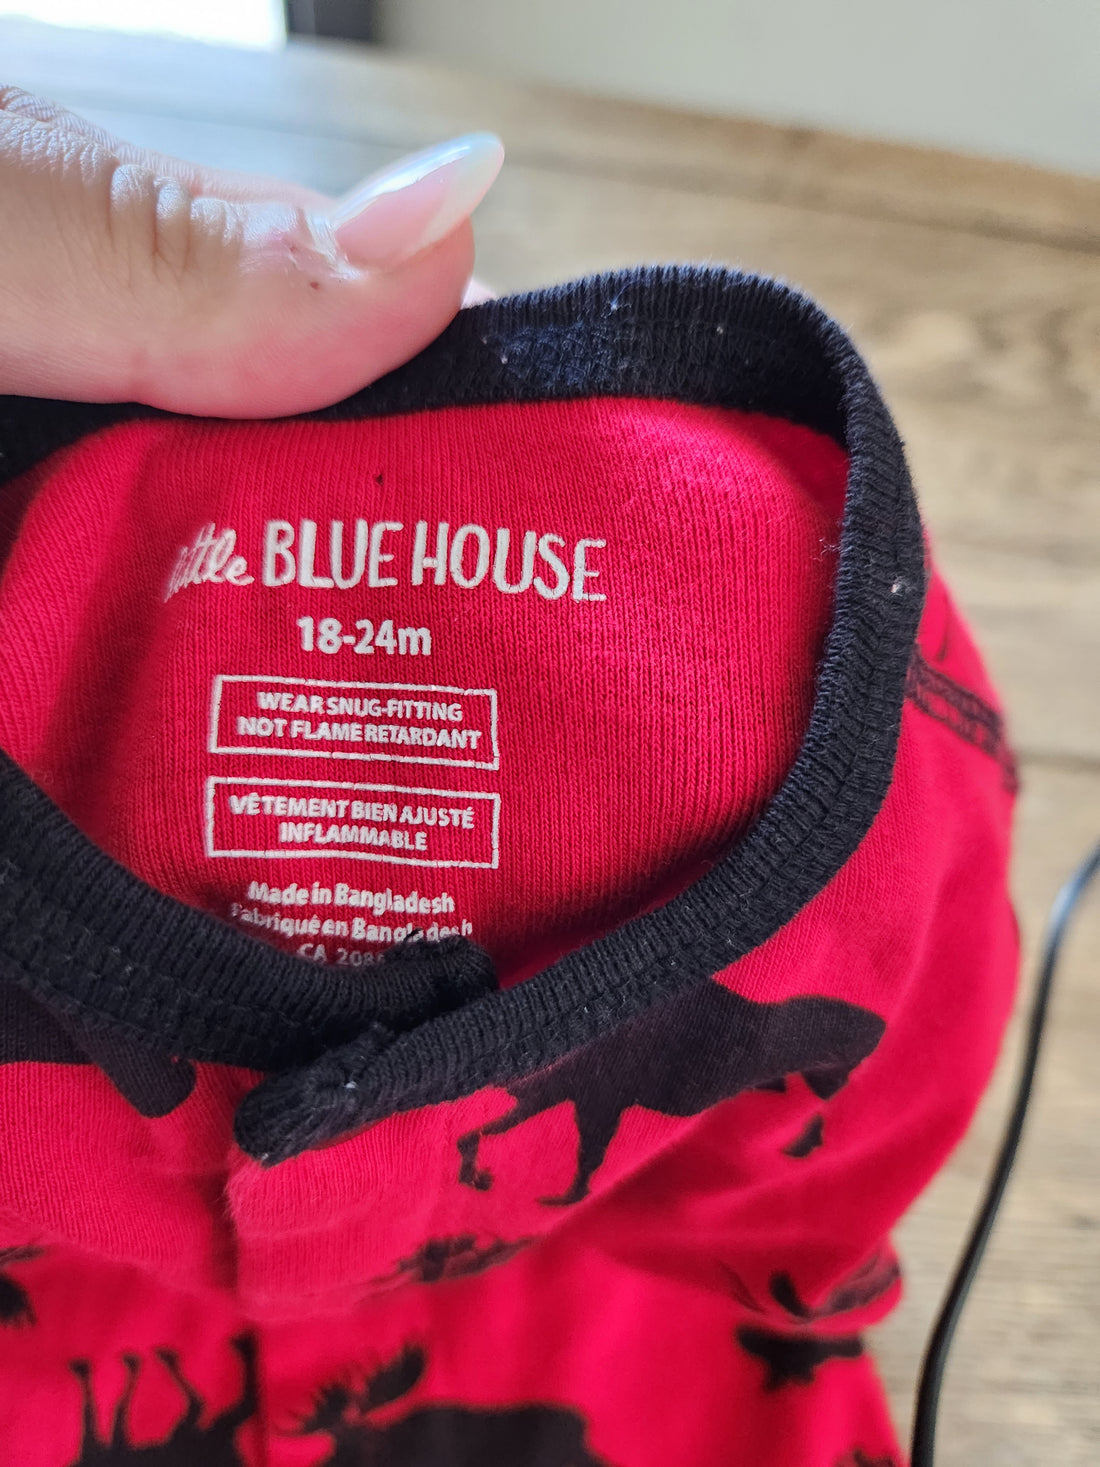 little BLUE HOUSE
18-24m
WEAR SNUG-FITTING
NOT FLAME RETARDANT
VÊTEMENT BIEN AJUSTÉ
INFLAMMABLE
Made in Bangladesh
Fabriqué en Bangladesh
CA